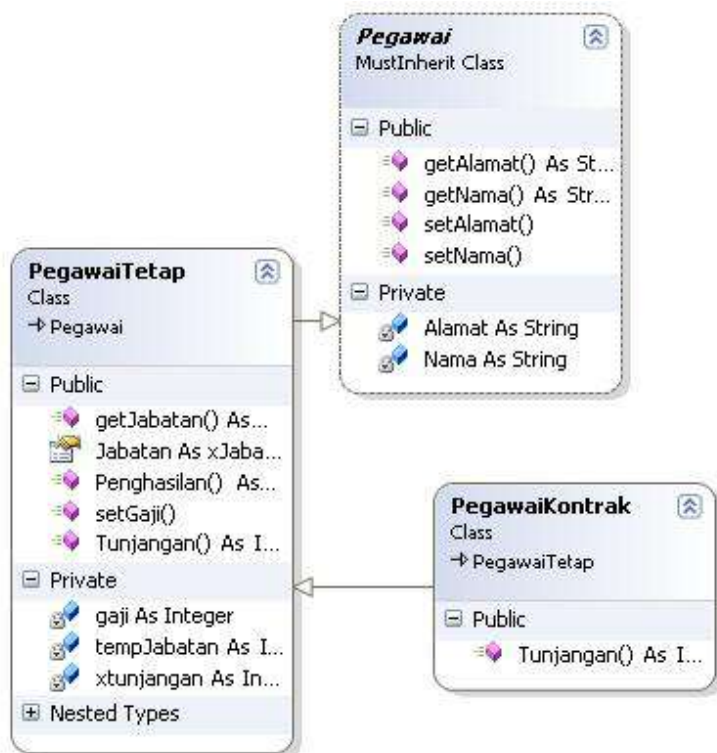 Pegawai
MustInherit Class
Public
getAlamat() As St...
getNama() As Str...
setAlamat()
setNama()
Private
Alamat As String
Nama As String
PegawaiTetap
Class
Pegawai
Public
getJabatan() As...
Jabatan As xJaba...
Penghasilan() As...
setGaji()
Tunjangan() As I...
Private
gaji As Integer
tempJabatan As I...
xtunjangan As In...
Nested Types
PegawaiKontrak
Class
PegawaiTetap
Public
Tunjangan() As I...